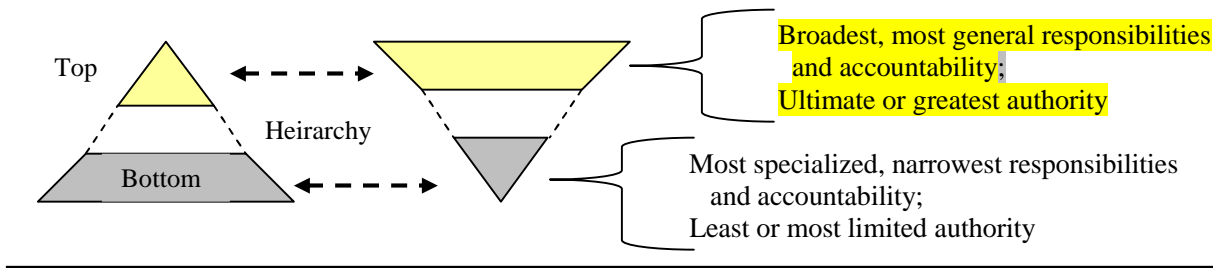 Top
Heirarchy
Bottom
Broadest, most general responsibilities
and accountability;
Ultimate or greatest authority
Most specialized, narrowest responsibilities
and accountability;
Least or most limited authority